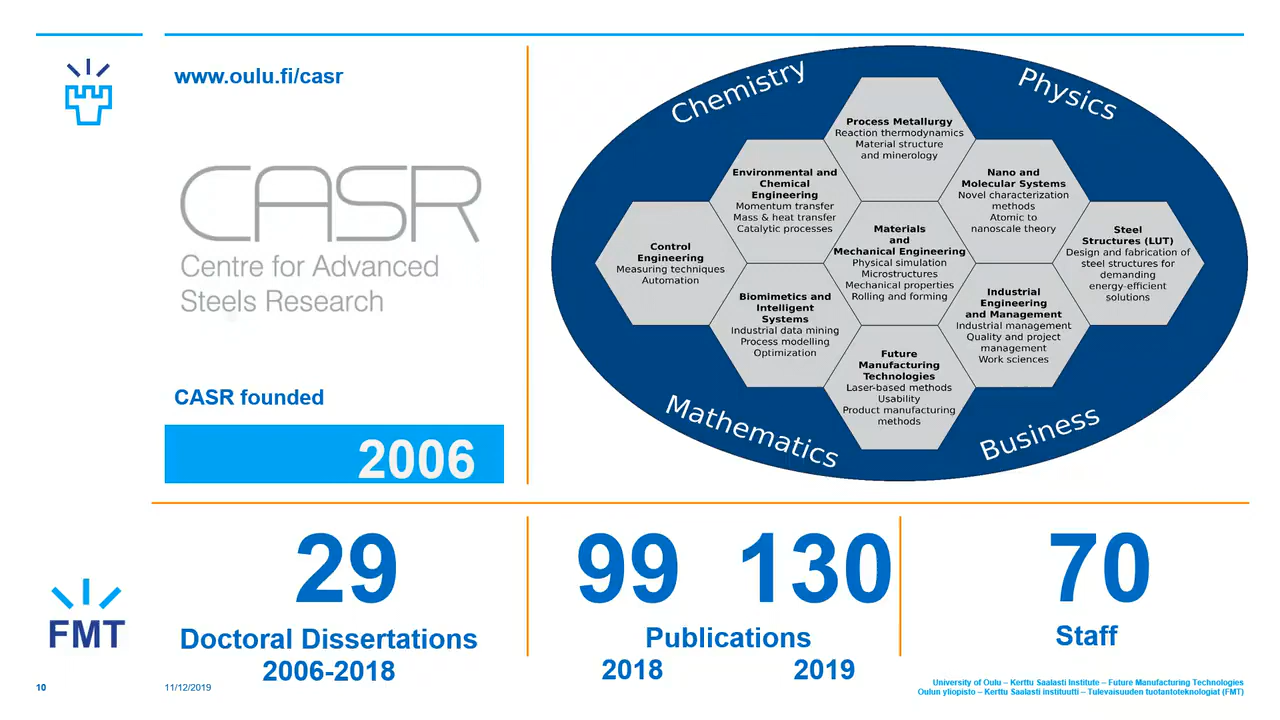 www.oulu.fi/casr
CASR
Centre for Advanced
Steels Research
CASR founded
2006
Chemistry
Physics
Process Metallurgy
Reaction thermodynamics
Material structure
and minerology
Environmental and
Chemical
Engineering
Momentum transfer
Mass & heat transfer
Catalytic processes
Nano and
Molecular Systems
Novel characterization
methods
Atomic to
nanoscale theory
Control
Engineering
Measuring techniques
Automation
Materials
and
Mechanical Engineering
Physical simulation
Microstructures
Mechanical properties
Rolling and forming
Steel
Structures (LUT)
Design and fabrication of
steel structures for
demanding
energy-efficient
solutions
Biomimetics and
Intelligent
Systems
Industrial data mining
Process modelling
Optimization
Industrial
Engineering
and Management
Industrial management
Quality and project
management
Work sciences
Future
Manufacturing
Technologies
Laser-based methods
Usability
Product manufacturing
methods
Mathematics
Business
29
Doctoral Dissertations
2006-2018
99 130
Publications
2018 2019
70
Staff
FMT
10
11/12/2019
University of Oulu – Kerttu Saalasti Institute – Future Manufacturing Technologies
Oulun yliopisto – Kerttu Saalasti instituutti – Tulevaisuuden tuotantoteknologiat (FMT)